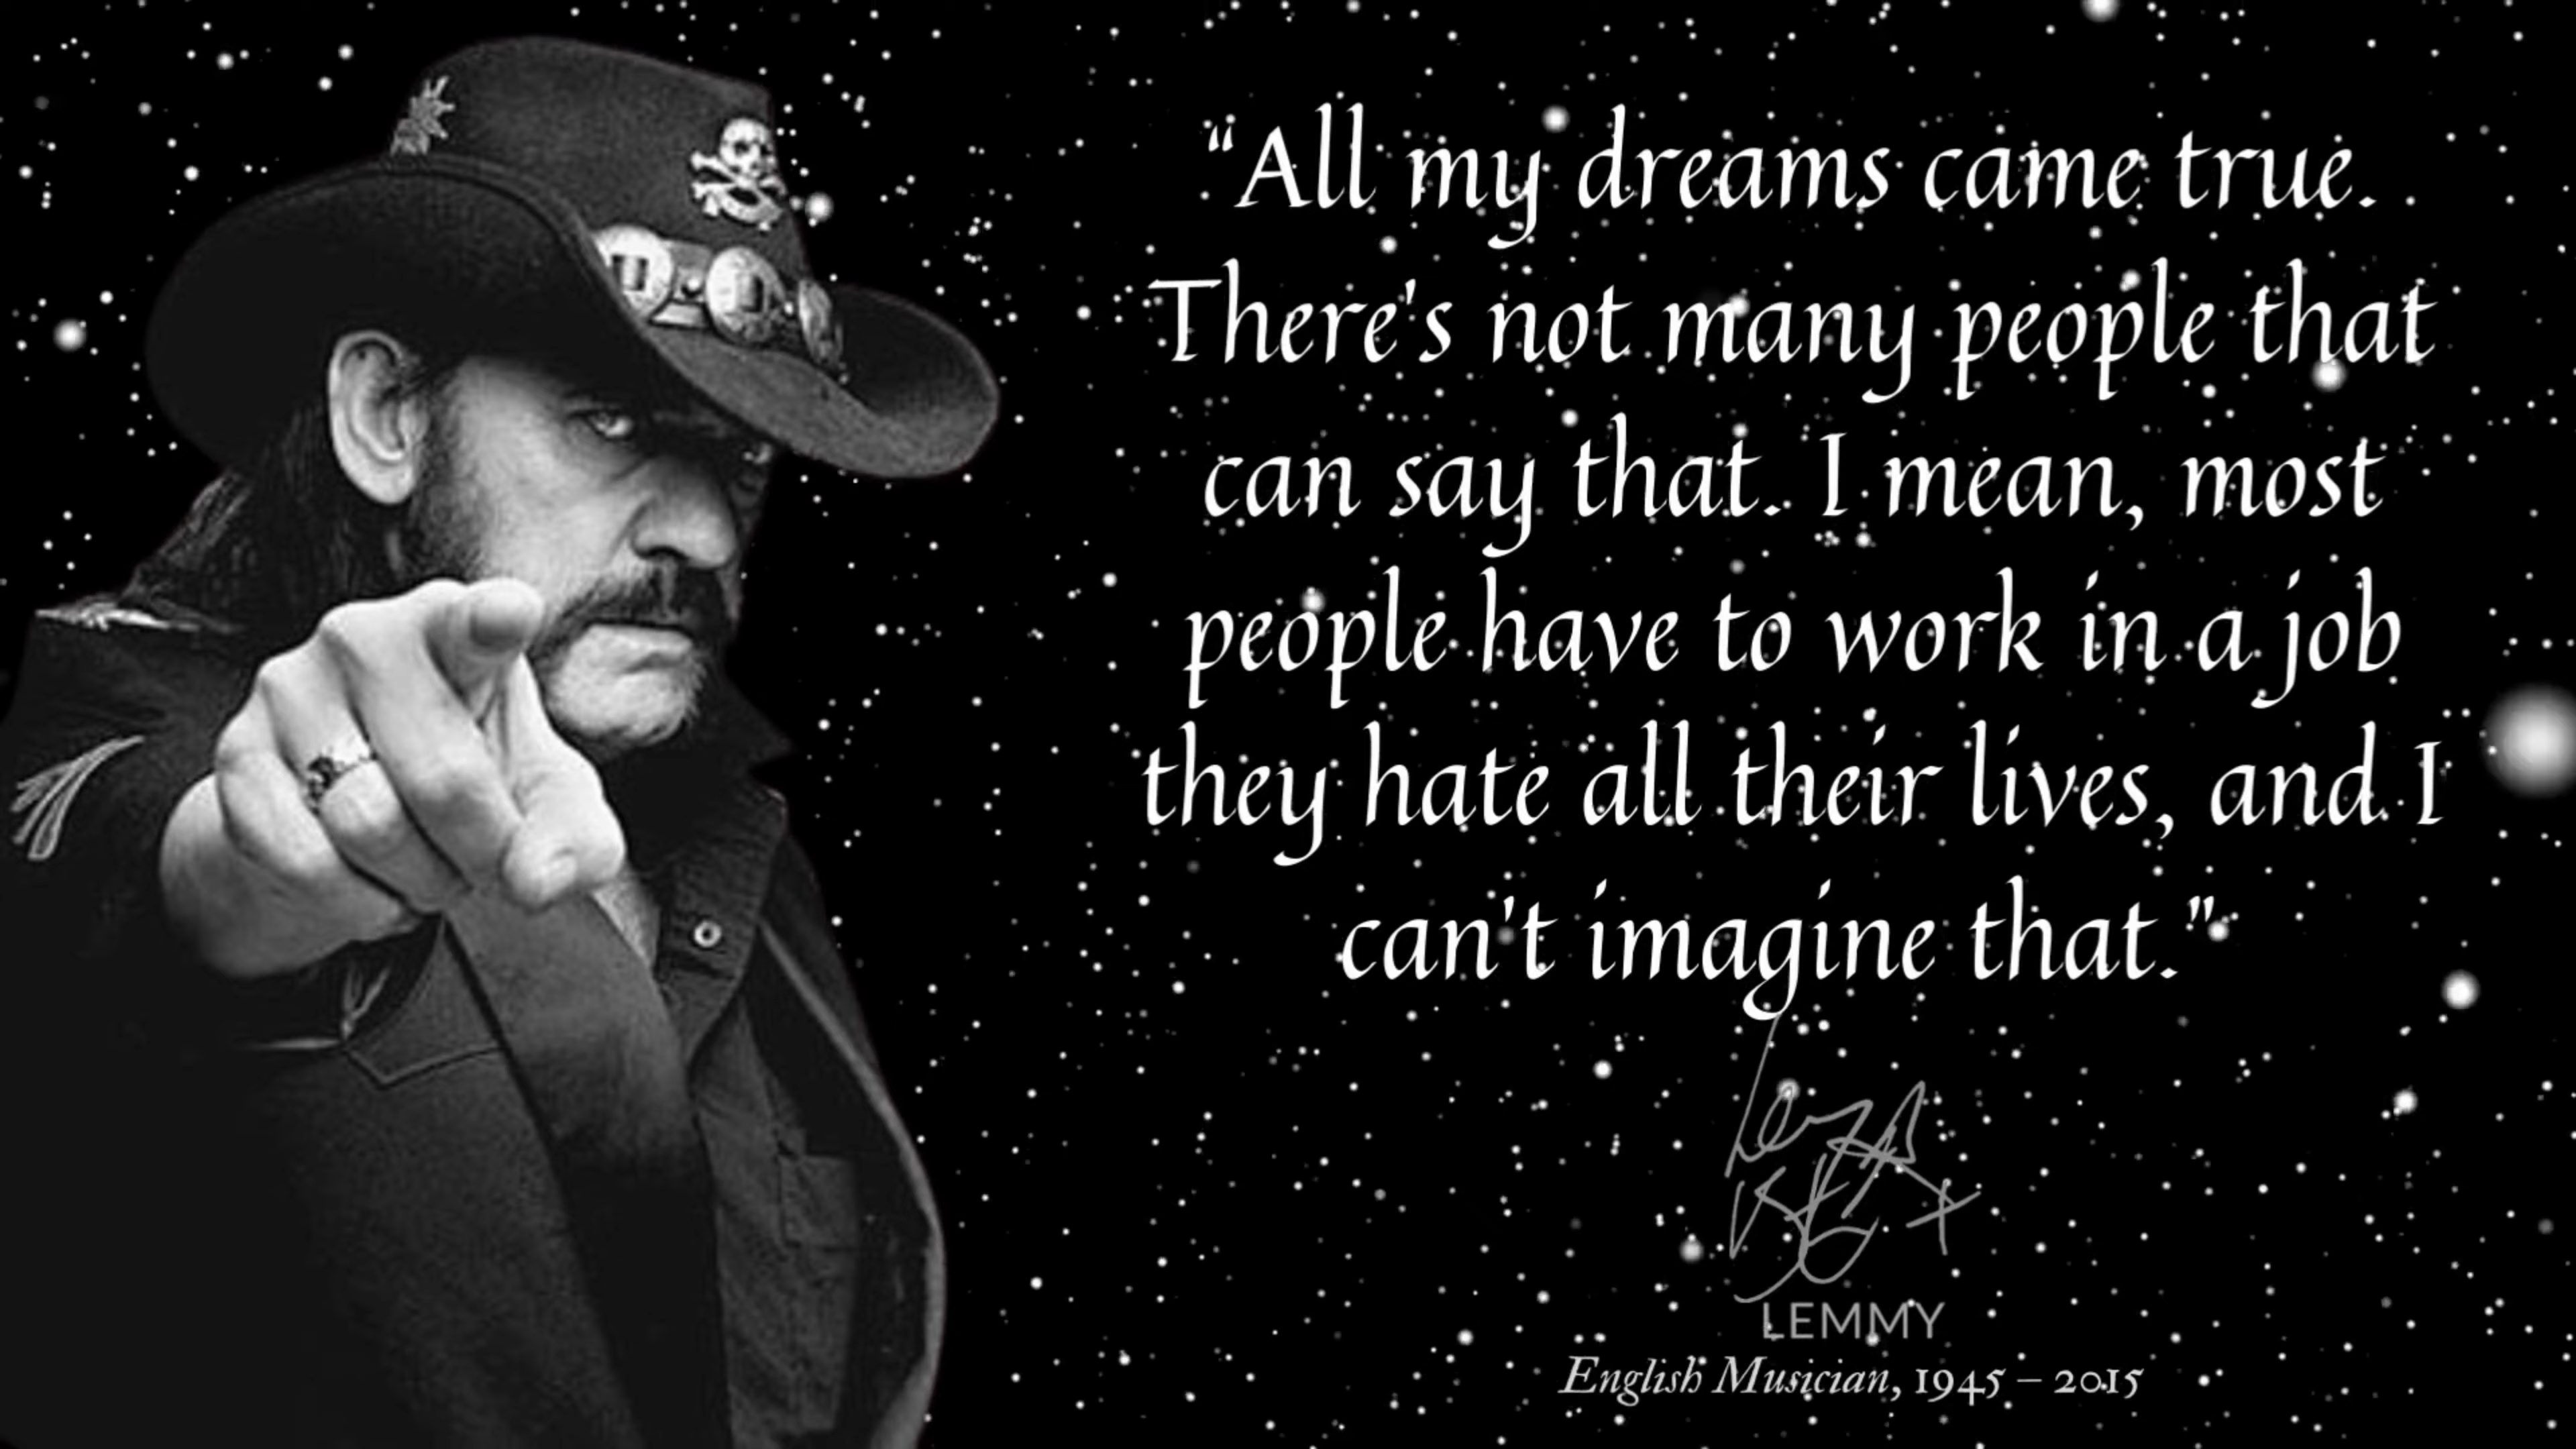 “All my dreams came true.
There's not many people that
can say that. I mean, most
people have to work in a job
they hate all their lives, and I
can't imagine that."
LEMMY
English Musician, 1945 – 2015